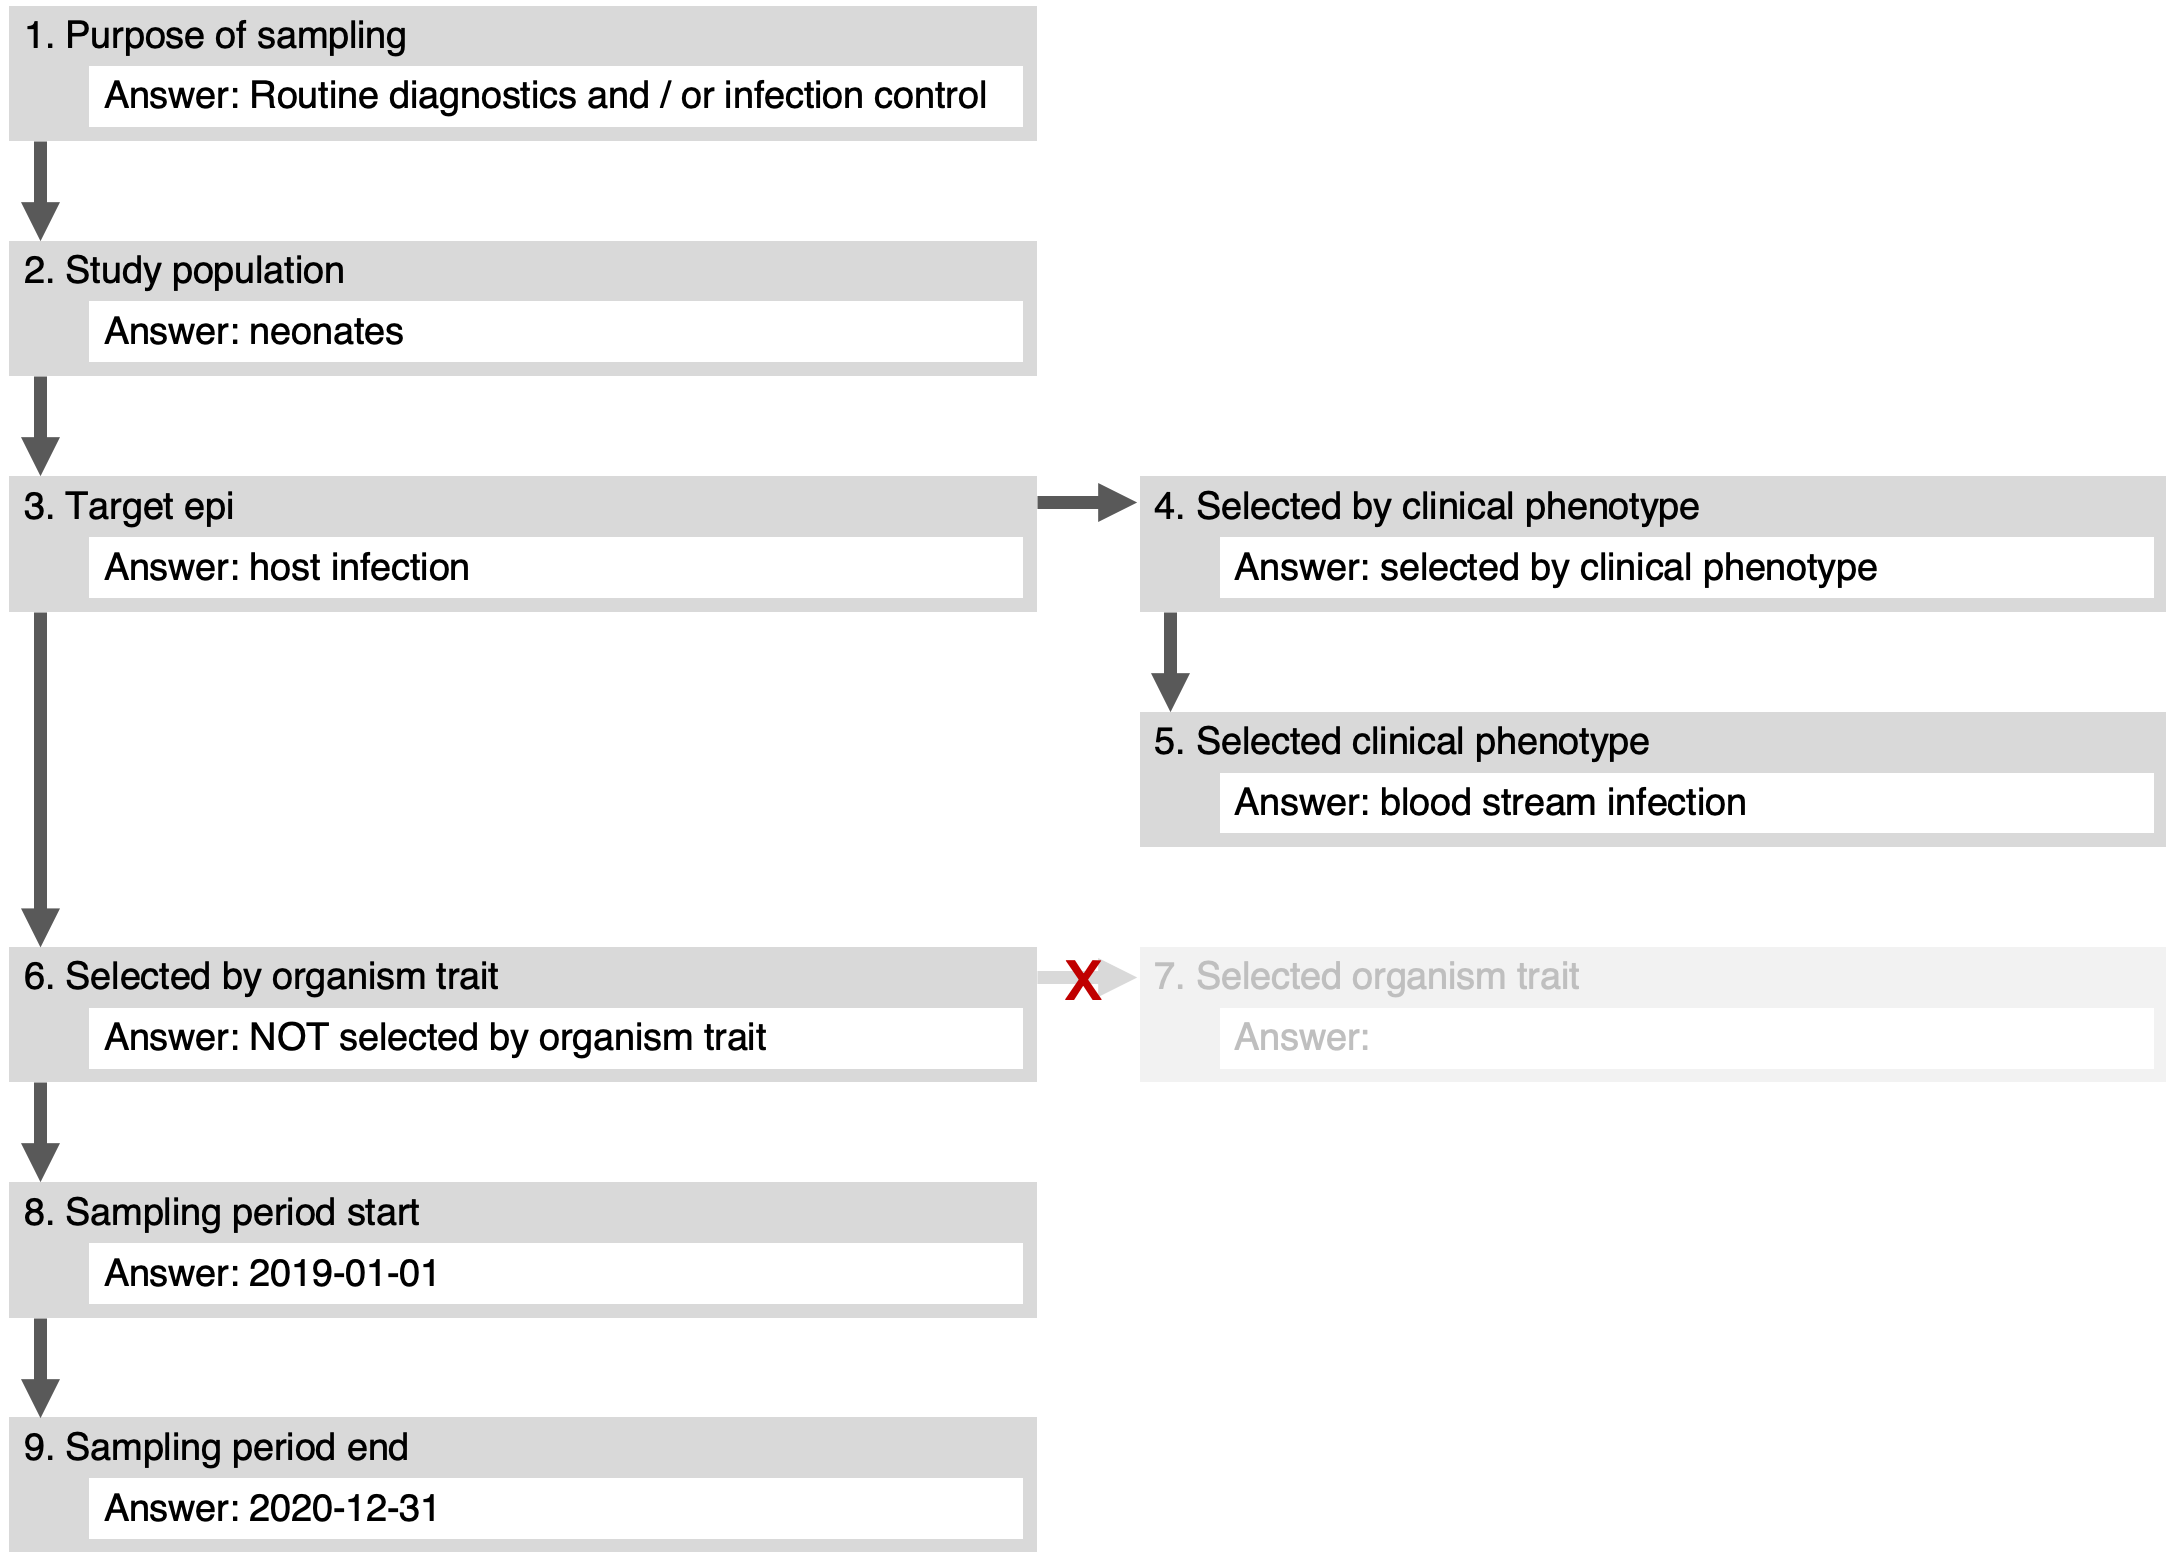 1. Purpose of sampling
Answer: Routine diagnostics and / or infection control
2. Study population
Answer: neonates
3. Target epi
Answer: host infection
4. Selected by clinical phenotype
Answer: selected by clinical phenotype
5. Selected clinical phenotype
Answer: blood stream infection
6. Selected by organism trait
Answer: NOT selected by organism trait
X
7. Selected organism trait
Answer:
8. Sampling period start
Answer: 2019-01-01
9. Sampling period end
Answer: 2020-12-31